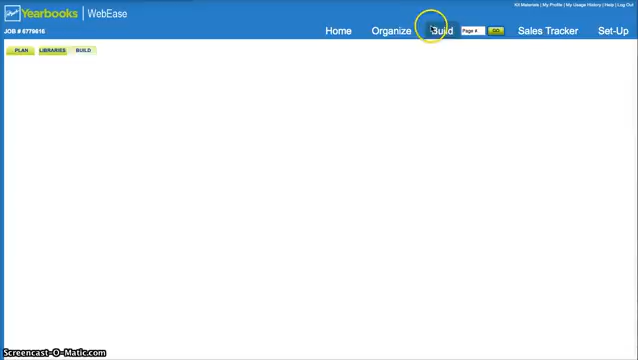 Kit Materials | My Profile | My Usage History | Help | Log Out
Yearbooks | WebEase
JOB # 6779616
Home Organize Build Page # GO Sales Tracker Set-Up
PLAN LIBRARIES BUILD
Screencast-O-Matic.com